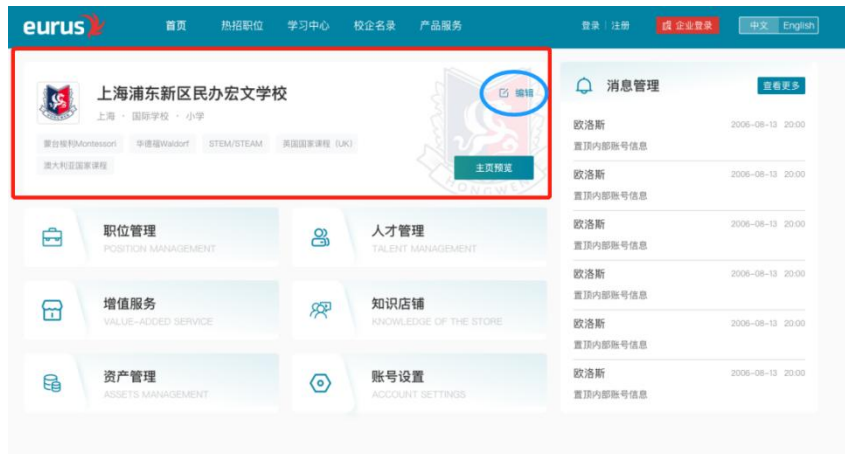 eurus 首页 热招职位 学习中心 校企名录 产品服务 登录 | 注册 企业登录 中文 English
上海浦东新区民办宏文学校
上海 · 国际学校 · 小学
编辑
蒙台梭利Montessori 华德福Waldorf STEM/STEAM 英国国家课程（UK）
澳大利亚国家课程
主页预览
HONGWEN
职位管理
POSITION MANAGEMENT
人才管理
TALENT MANAGEMENT
增值服务
VALUE-ADDED SERVICE
知识店铺
KNOWLEDGE OF THE STORE
资产管理
ASSETS MANAGEMENT
账号设置
ACCOUNT SETTINGS
消息管理 查看更多
欧洛斯 2006-08-13 20:00
置顶内部账号信息
欧洛斯 2006-08-13 20:00
置顶内部账号信息
欧洛斯 2006-08-13 20:00
置顶内部账号信息
欧洛斯 2006-08-13 20:00
置顶内部账号信息
欧洛斯 2006-08-13 20:00
置顶内部账号信息
欧洛斯 2006-08-13 20:00
置顶内部账号信息